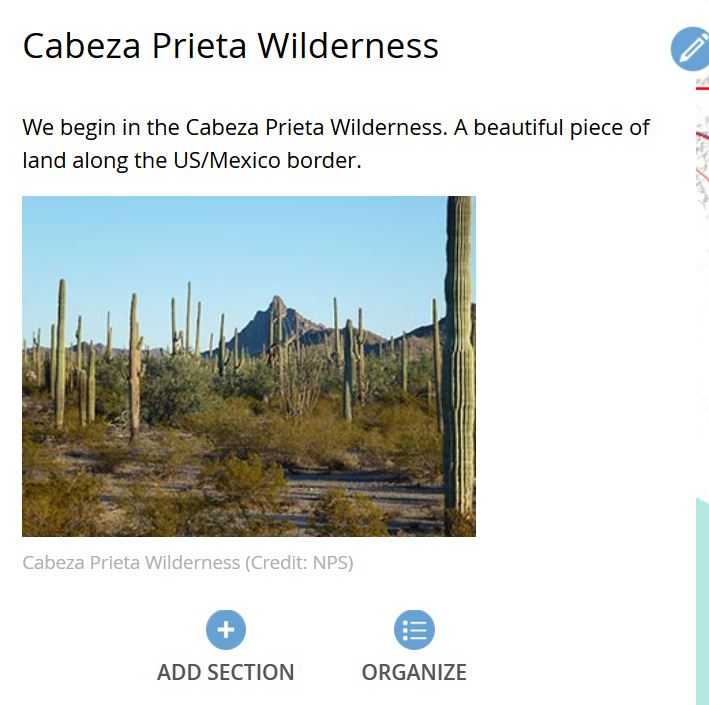 Cabeza Prieta Wilderness
We begin in the Cabeza Prieta Wilderness. A beautiful piece of
land along the US/Mexico border.
Cabeza Prieta Wilderness (Credit: NPS)
ADD SECTION
ORGANIZE